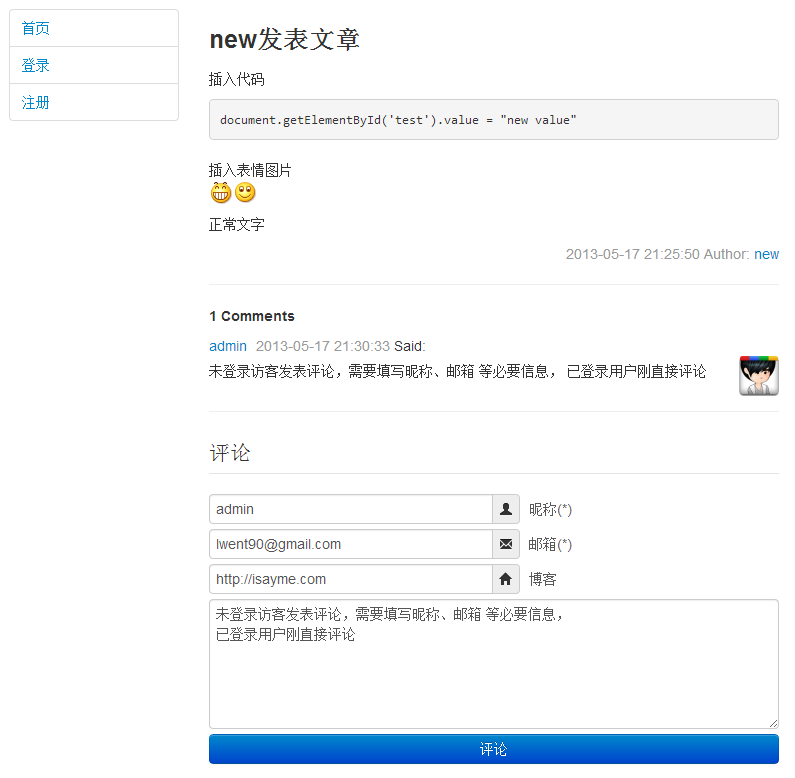 首页
登录
注册
new发表文章
插入代码
document.getElementById('test').value = "new value"
插入表情图片
正常文字
2013-05-17 21:25:50 Author: new
1 Comments
admin 2013-05-17 21:30:33 Said:
未登录访客发表评论，需要填写昵称、邮箱 等必要信息， 已登录用户刚直接评论
评论
admin 昵称(*)
lwent90@gmail.com 邮箱(*)
http://isayme.com 博客
未登录访客发表评论，需要填写昵称、邮箱 等必要信息，
已登录用户刚直接评论
评论